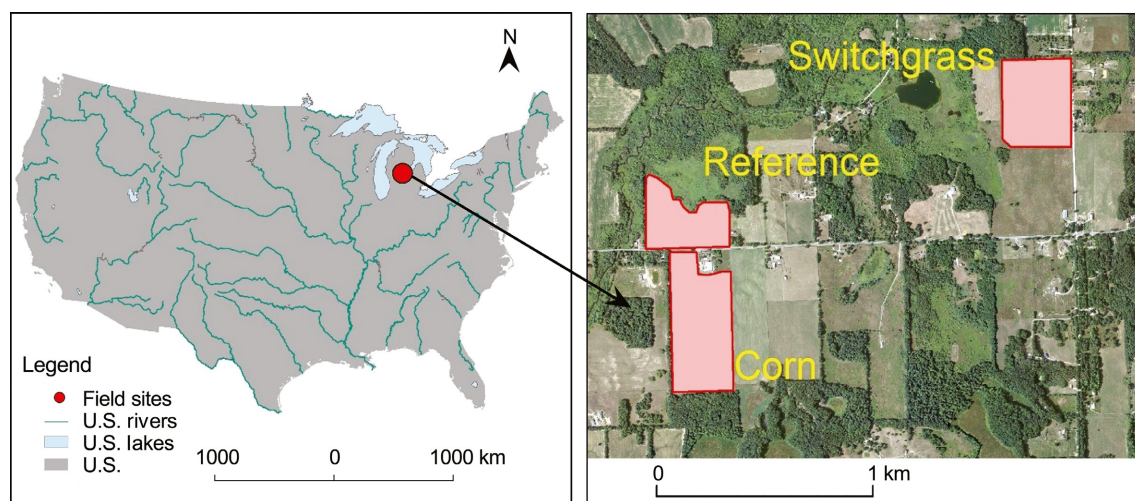 N
Legend
Field sites
U.S. rivers
U.S. lakes
U.S.
1000 0 1000 km
Switchgrass
Reference
Corn
0 1 km